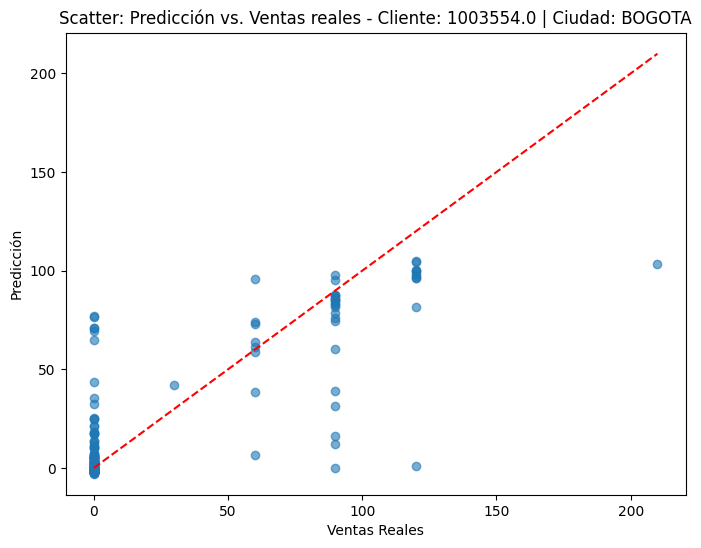 Scatter: Predicción vs. Ventas reales - Cliente: 1003554.0 | Ciudad: BOGOTA
200
150
100
50
0
Predicción
0 50 100 150 200
Ventas Reales